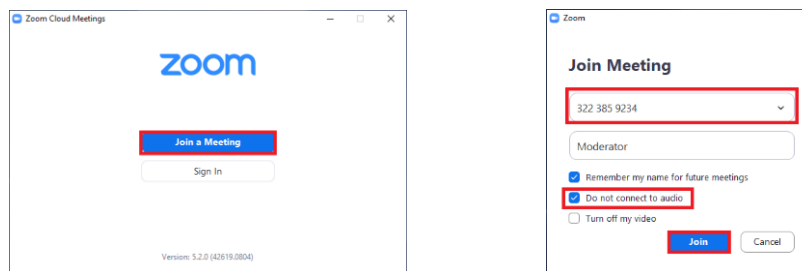 Zoom Cloud Meetings
zoom
Join a Meeting
Sign In
Version: 5.2.0 (42619.0804)
Zoom
Join Meeting
322 385 9234
Moderator
Remember my name for future meetings
Do not connect to audio
Turn off my video
Join
Cancel